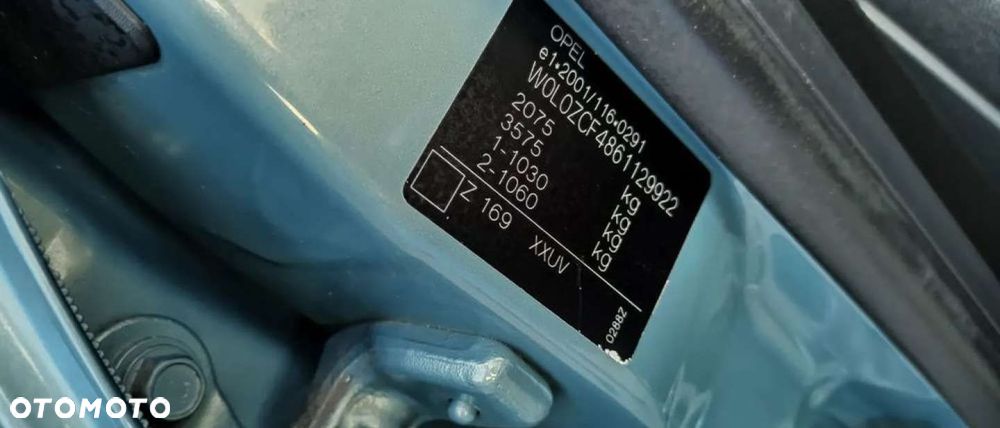 OPEL
e1*2001/116*0291
W0L0ZCF4861129922
2075 kg
3575 kg
1-1030 kg
2-1060 kg
Z 169 XXUV
0288Z
OTOMOTO